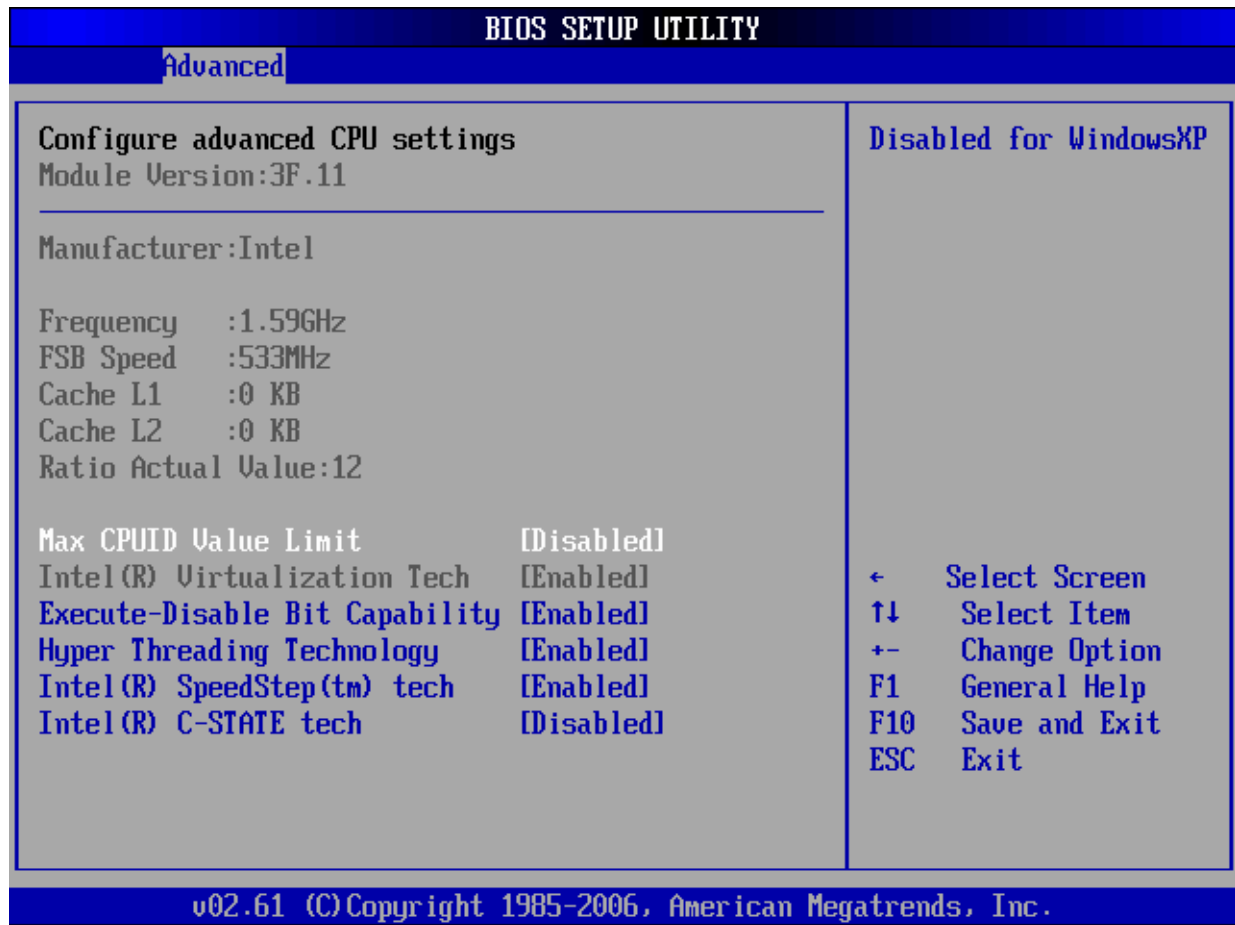 BIOS SETUP UTILITY
Advanced
Configure advanced CPU settings
Module Version:3F.11
Manufacturer:Intel
Frequency :1.59GHz
FSB Speed :533MHz
Cache L1 :0 KB
Cache L2 :0 KB
Ratio Actual Value:12
Max CPUID Value Limit [Disabled]
Intel(R) Virtualization Tech [Enabled]
Execute-Disable Bit Capability [Enabled]
Hyper Threading Technology [Enabled]
Intel(R) SpeedStep(tm) tech [Enabled]
Intel(R) C-STATE tech [Disabled]
Disabled for WindowsXP
← Select Screen
↑↓ Select Item
+- Change Option
F1 General Help
F10 Save and Exit
ESC Exit
v02.61 (C)Copyright 1985-2006, American Megatrends, Inc.